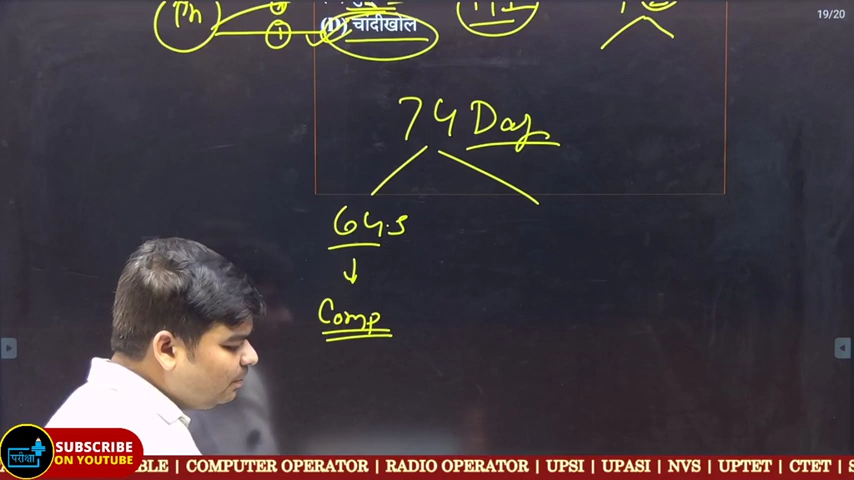 19/20
(D) चांदीखोल
74 Day
64.5
Comp
परीक्षा
SUBSCRIBE
ON YOUTUBE
BLE | COMPUTER OPERATOR | RADIO OPERATOR | UPSI | UPASI | NVS | UPTET | CTET | S